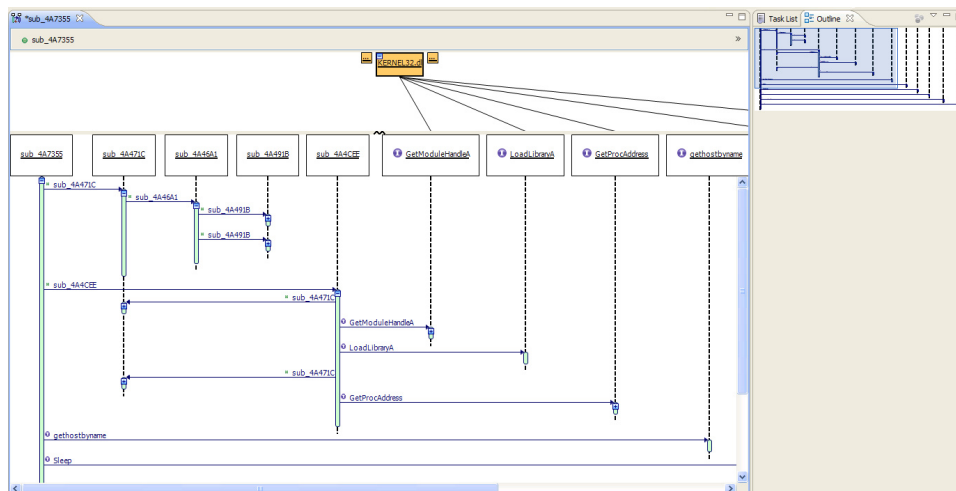 *sub_4A7355
Task List
Outline
sub_4A7355
»
...
KERNEL32.dl
...
sub_4A7355
sub_4A471C
sub_4A46A1
sub_4A491B
sub_4A4CEE
GetModuleHandleA
LoadLibraryA
GetProcAddress
gethostbyname
sub_4A471C
sub_4A46A1
sub_4A491B
sub_4A491B
sub_4A4CEE
sub_4A471C
GetModuleHandleA
LoadLibraryA
sub_4A471C
GetProcAddress
gethostbyname
Sleep